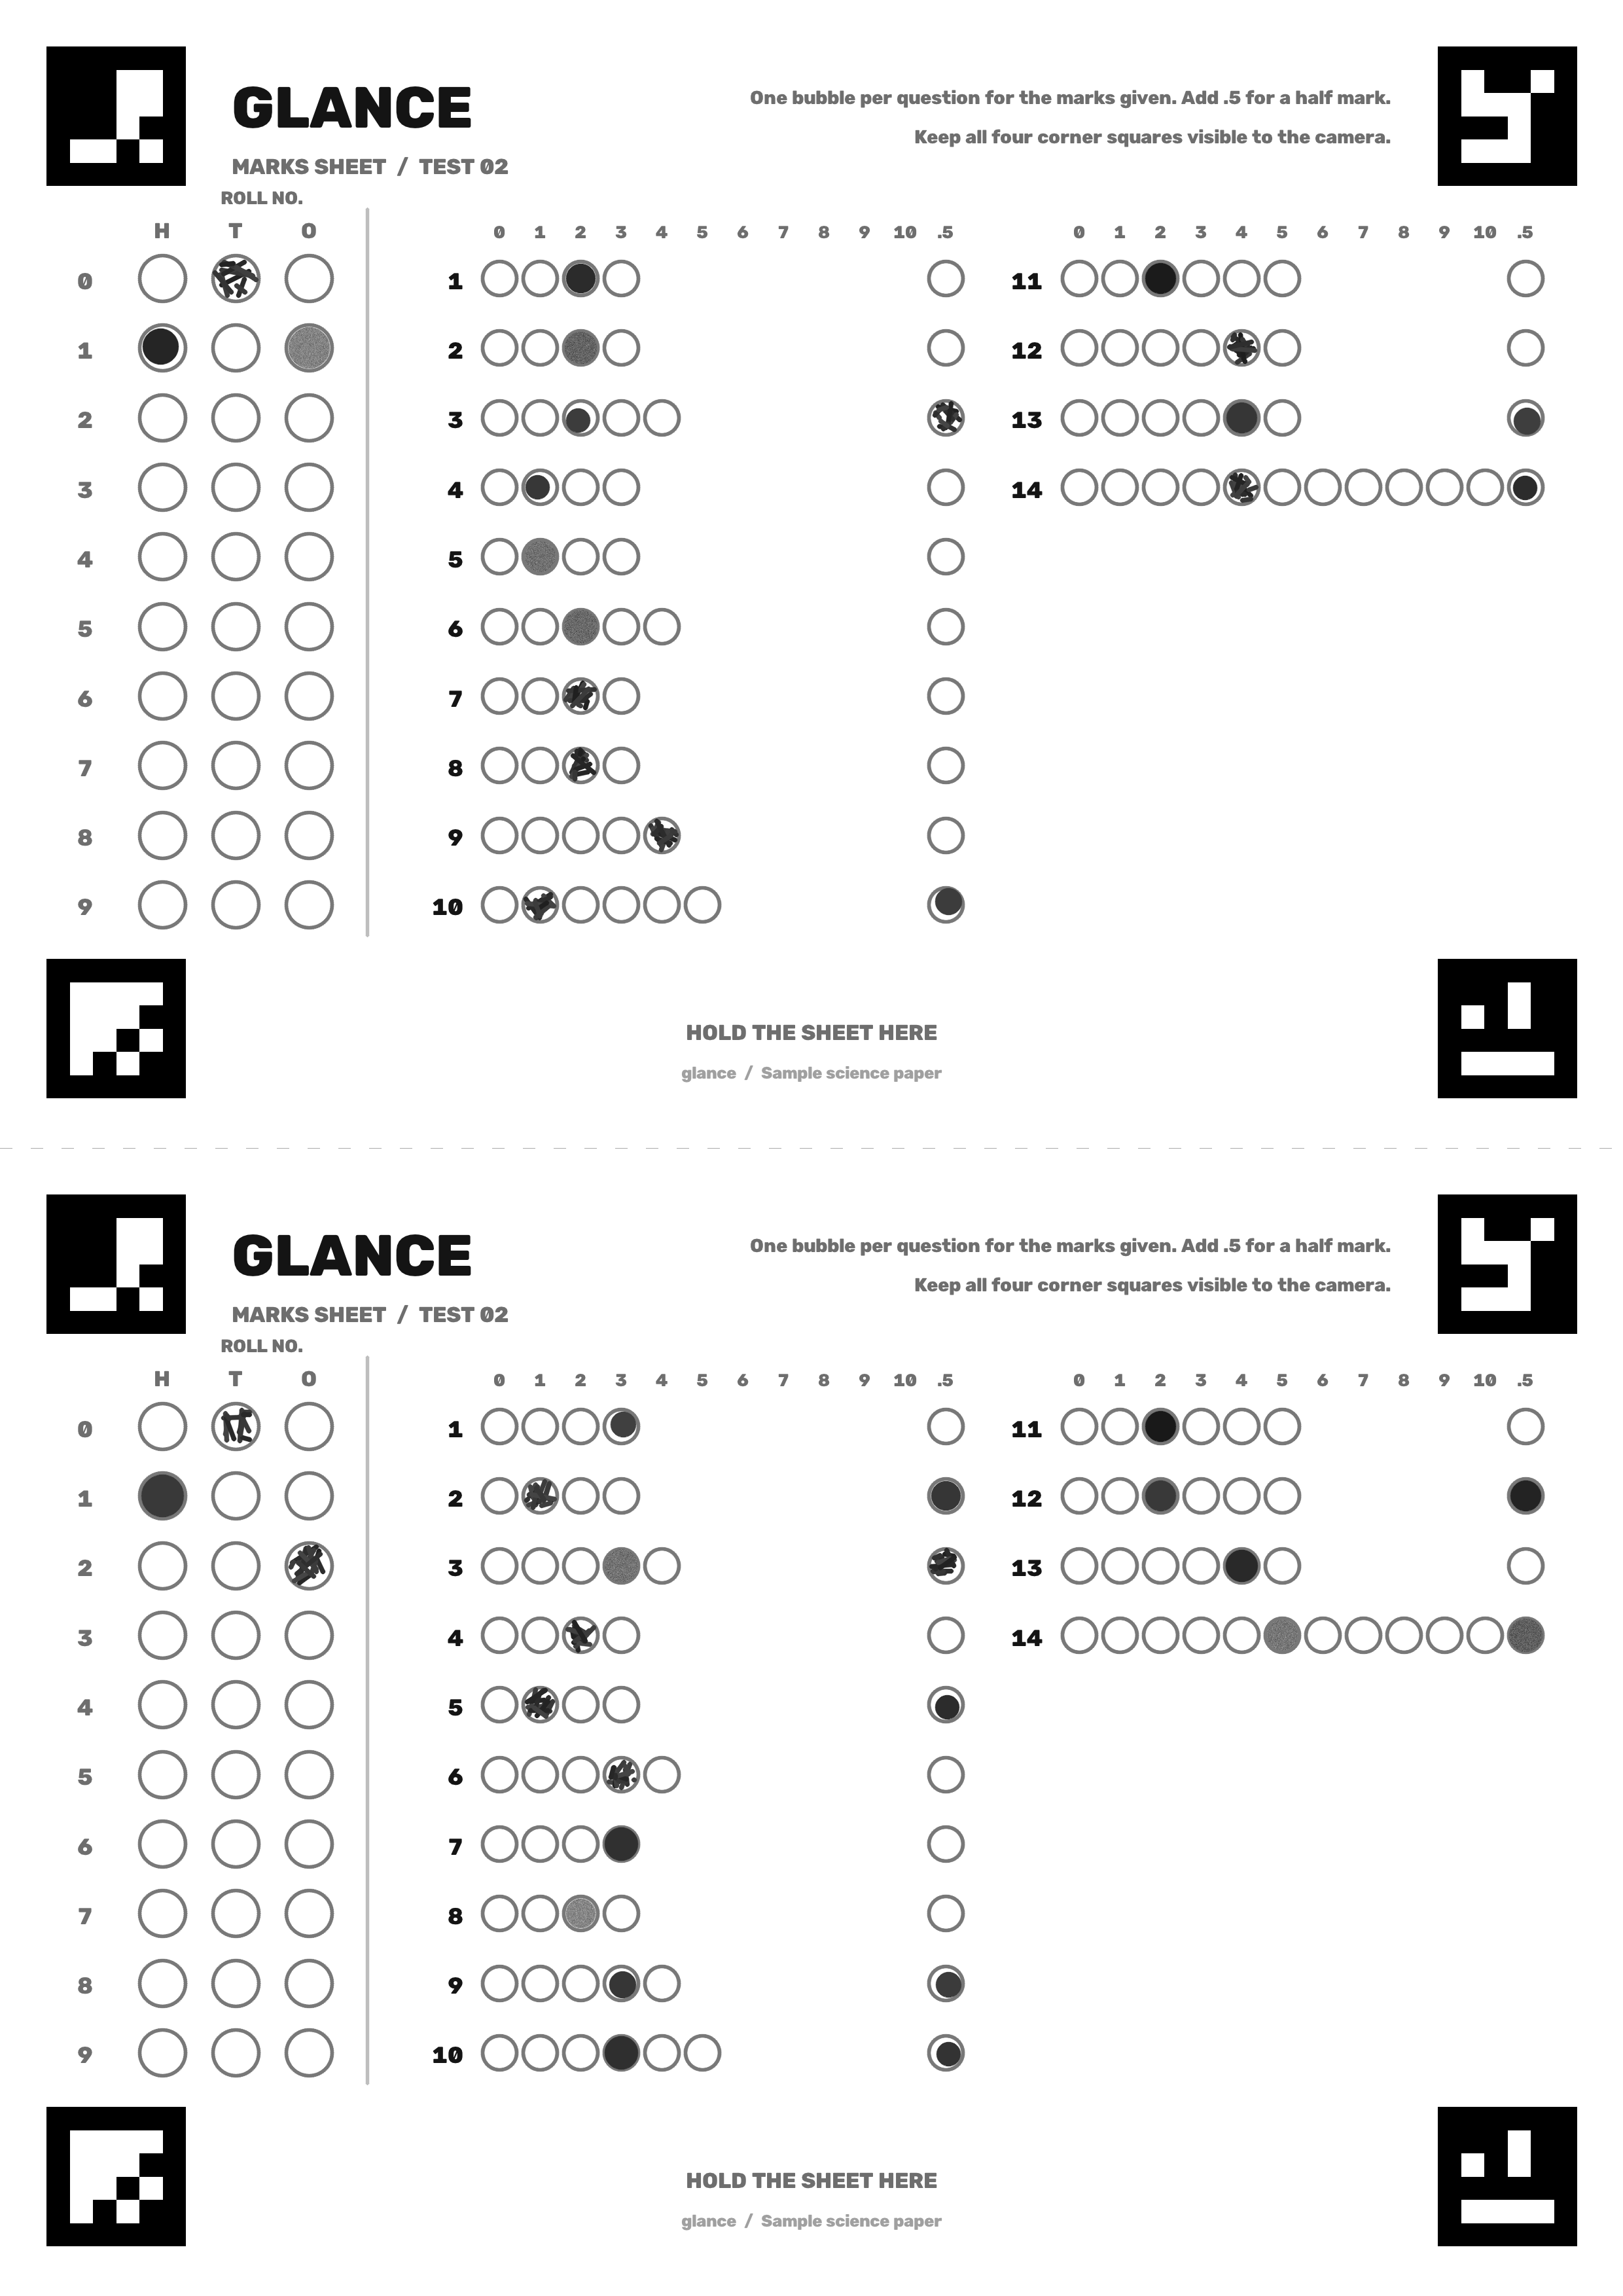 GLANCE
MARKS SHEET / TEST 02
One bubble per question for the marks given. Add .5 for a half mark.
Keep all four corner squares visible to the camera.
ROLL NO.
H T O
0
1
2
3
4
5
6
7
8
9
0 1 2 3 4 5 6 7 8 9 10 .5
1
2
3
4
5
6
7
8
9
10
0 1 2 3 4 5 6 7 8 9 10 .5
11
12
13
14
HOLD THE SHEET HERE
glance / Sample science paper
GLANCE
MARKS SHEET / TEST 02
One bubble per question for the marks given. Add .5 for a half mark.
Keep all four corner squares visible to the camera.
ROLL NO.
H T O
0
1
2
3
4
5
6
7
8
9
0 1 2 3 4 5 6 7 8 9 10 .5
1
2
3
4
5
6
7
8
9
10
0 1 2 3 4 5 6 7 8 9 10 .5
11
12
13
14
HOLD THE SHEET HERE
glance / Sample science paper